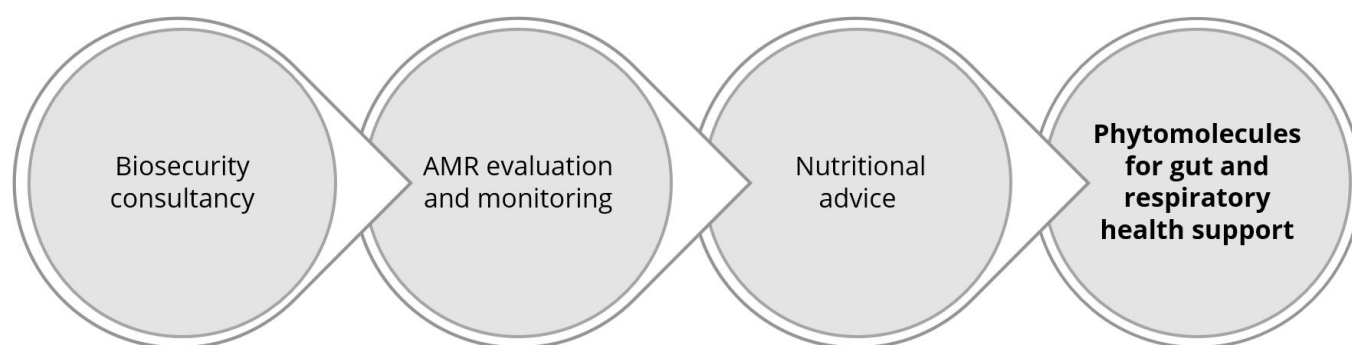 Biosecurity
consultancy
AMR evaluation
and monitoring
Nutritional
advice
Phytomolecules
for gut and
respiratory
health support